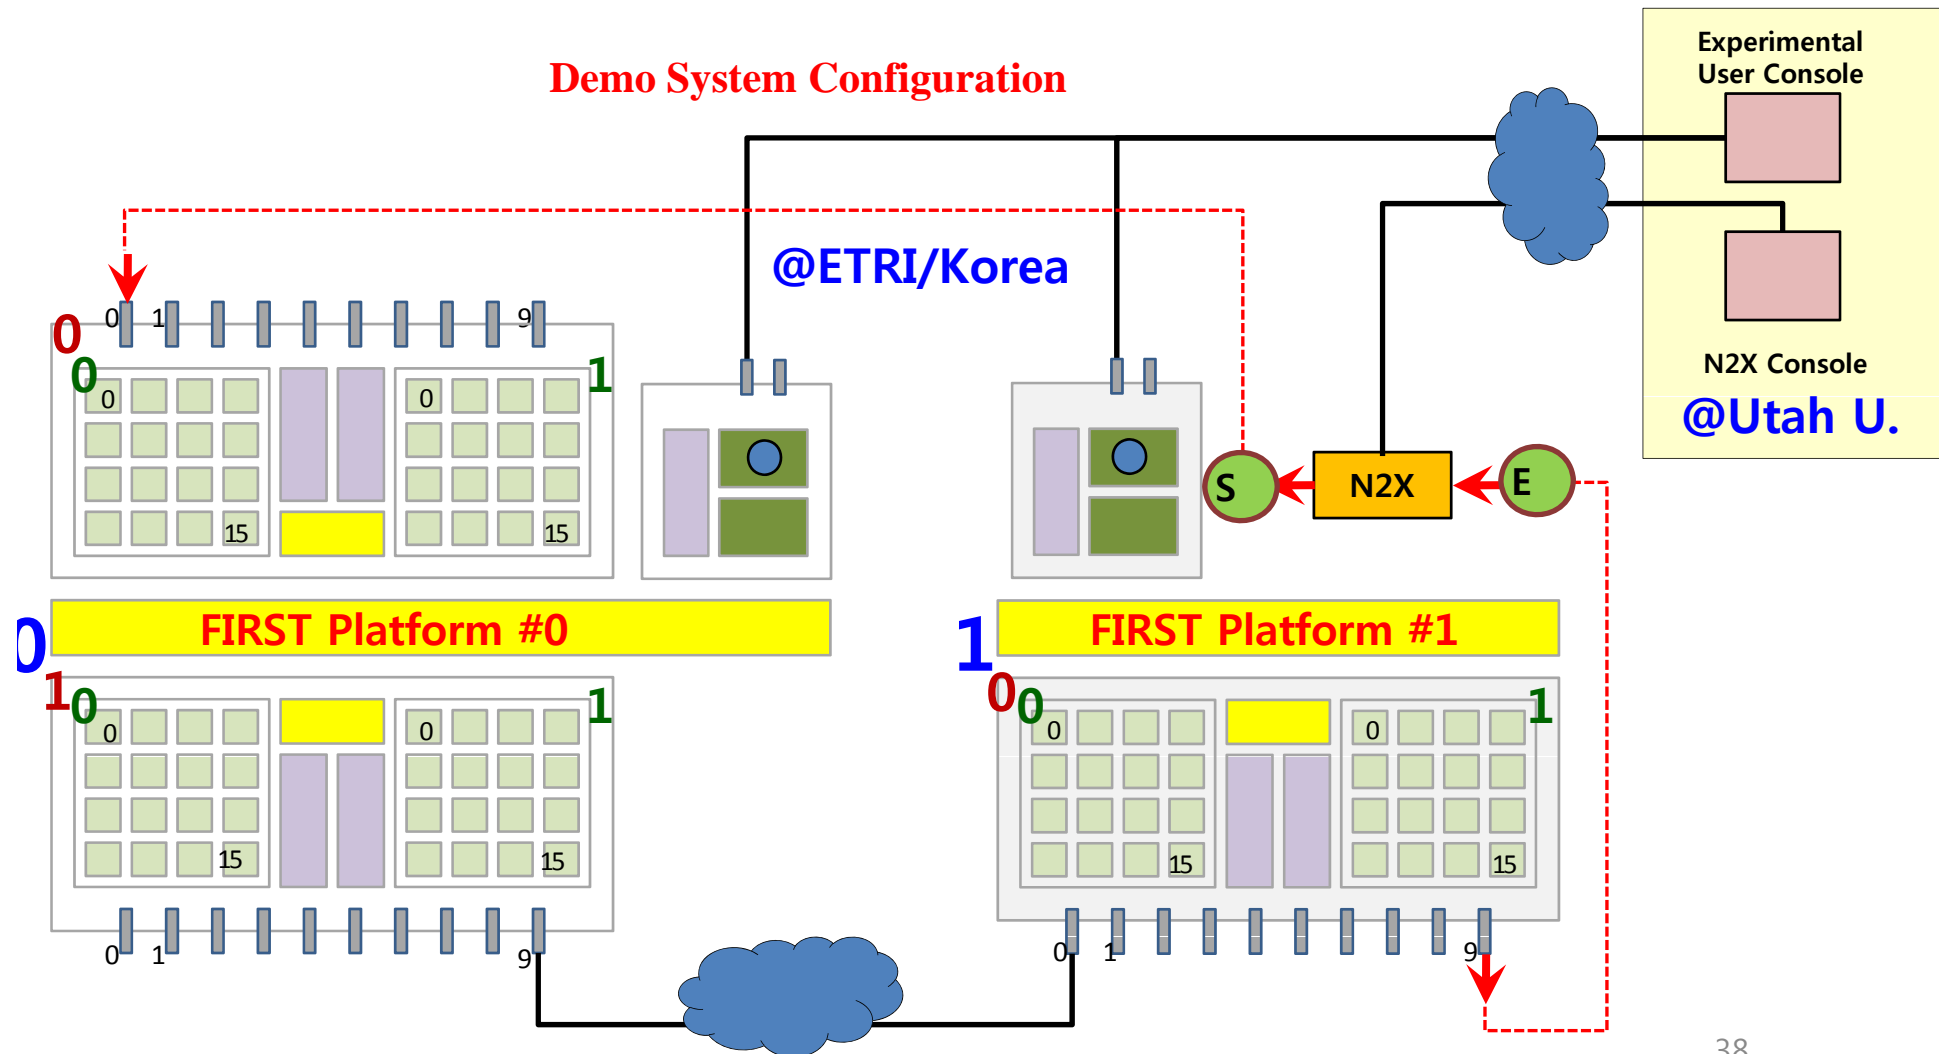 Demo System Configuration
Experimental
User Console
N2X Console
@Utah U.
@ETRI/Korea
0 1 9
0
0 1
0 0
15 15
S N2X E
FIRST Platform #0
0
FIRST Platform #1
1
1
0 1
0 0
15 15
0 1 9
0
0 1
0 0
15 15
0 1 9
38